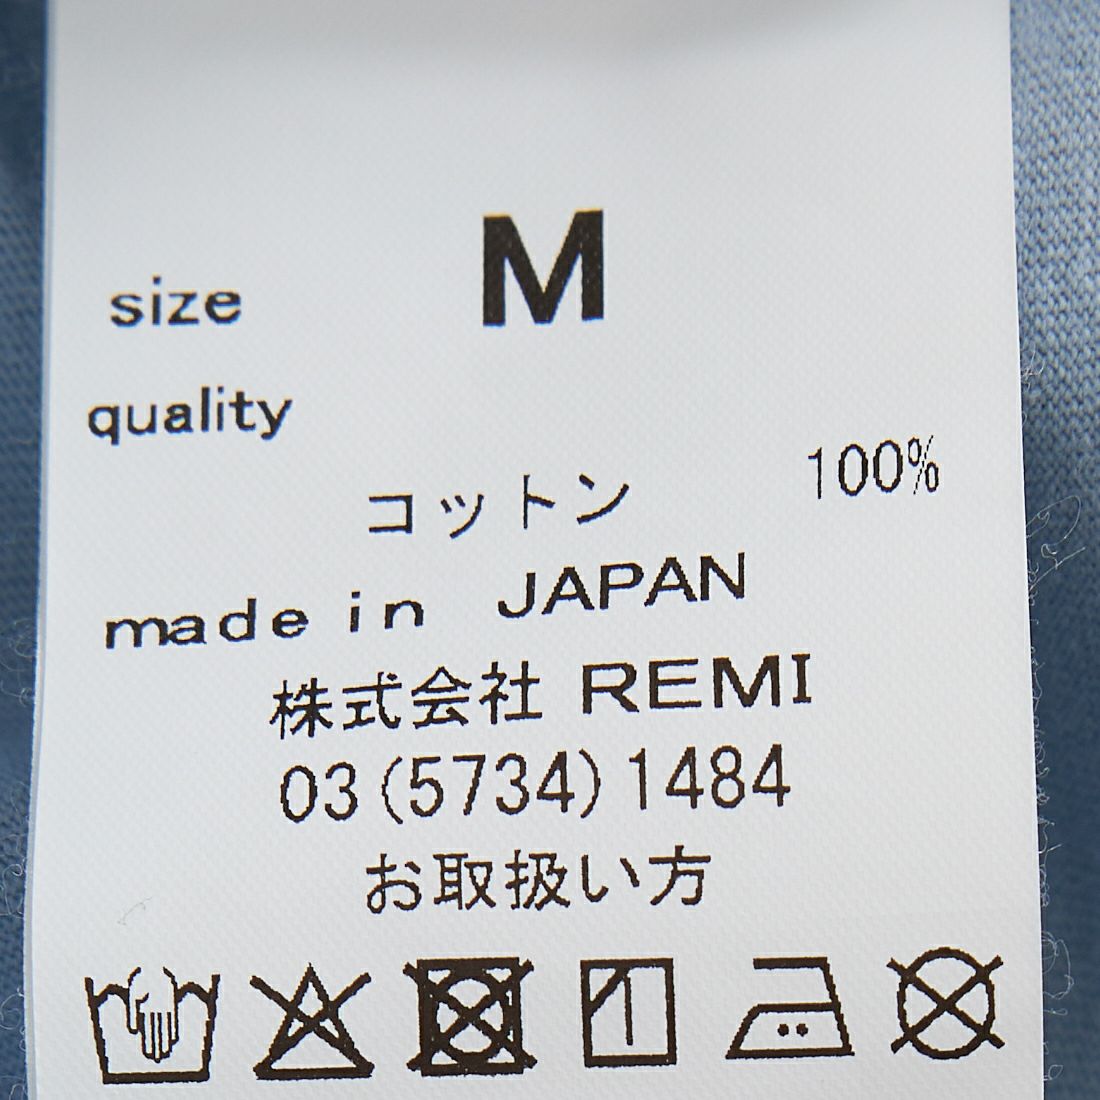 size M
quality
コットン 100%
made in JAPAN
株式会社 REMI
03(5734)1484
お取扱い方